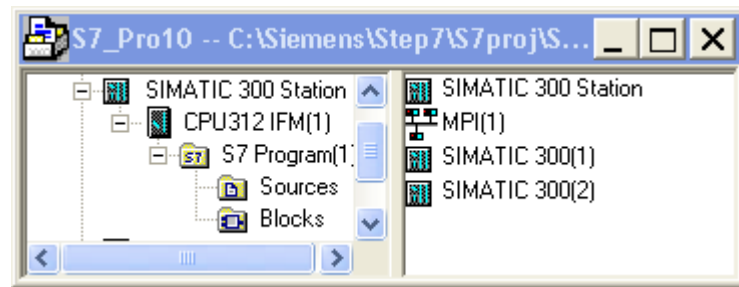 S7_Pro10 -- C:\Siemens\Step7\S7proj\S...
SIMATIC 300 Station
CPU312 IFM(1)
S7 Program(1
Sources
Blocks
SIMATIC 300 Station
MPI(1)
SIMATIC 300(1)
SIMATIC 300(2)